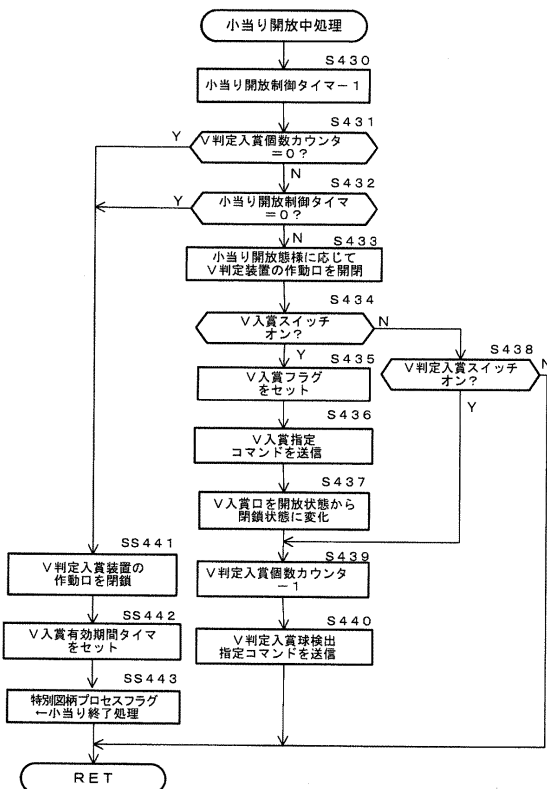 小当り開放中処理
S430
小当り開放制御タイマー1
S431
Y
V判定入賞個数カウンタ
=0?
N
S432
Y
小当り開放制御タイマ
=0?
N
S433
小当り開放態様に応じて
V判定装置の作動口を開閉
S434
V入賞スイッチ
オン?
N
Y
S435
V入賞フラグ
をセット
S438
V判定入賞スイッチ
オン?
N
Y
S436
V入賞指定
コマンドを送信
S437
V入賞口を開放状態から
閉鎖状態に変化
S439
V判定入賞個数カウンタ
-1
S440
V判定入賞球検出
指定コマンドを送信
SS441
V判定入賞装置の
作動口を閉鎖
SS442
V入賞有効期間タイマ
をセット
SS443
特別図柄プロセスフラグ
←小当り終了処理
RET